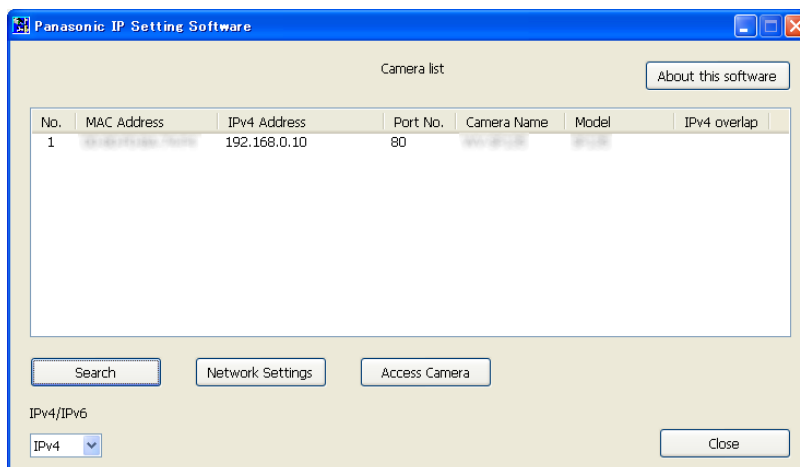 Panasonic IP Setting Software
Camera list
About this software
No. MAC Address IPv4 Address Port No. Camera Name Model IPv4 overlap
1 192.168.0.10 80
Search Network Settings Access Camera
IPv4/IPv6
IPv4
Close